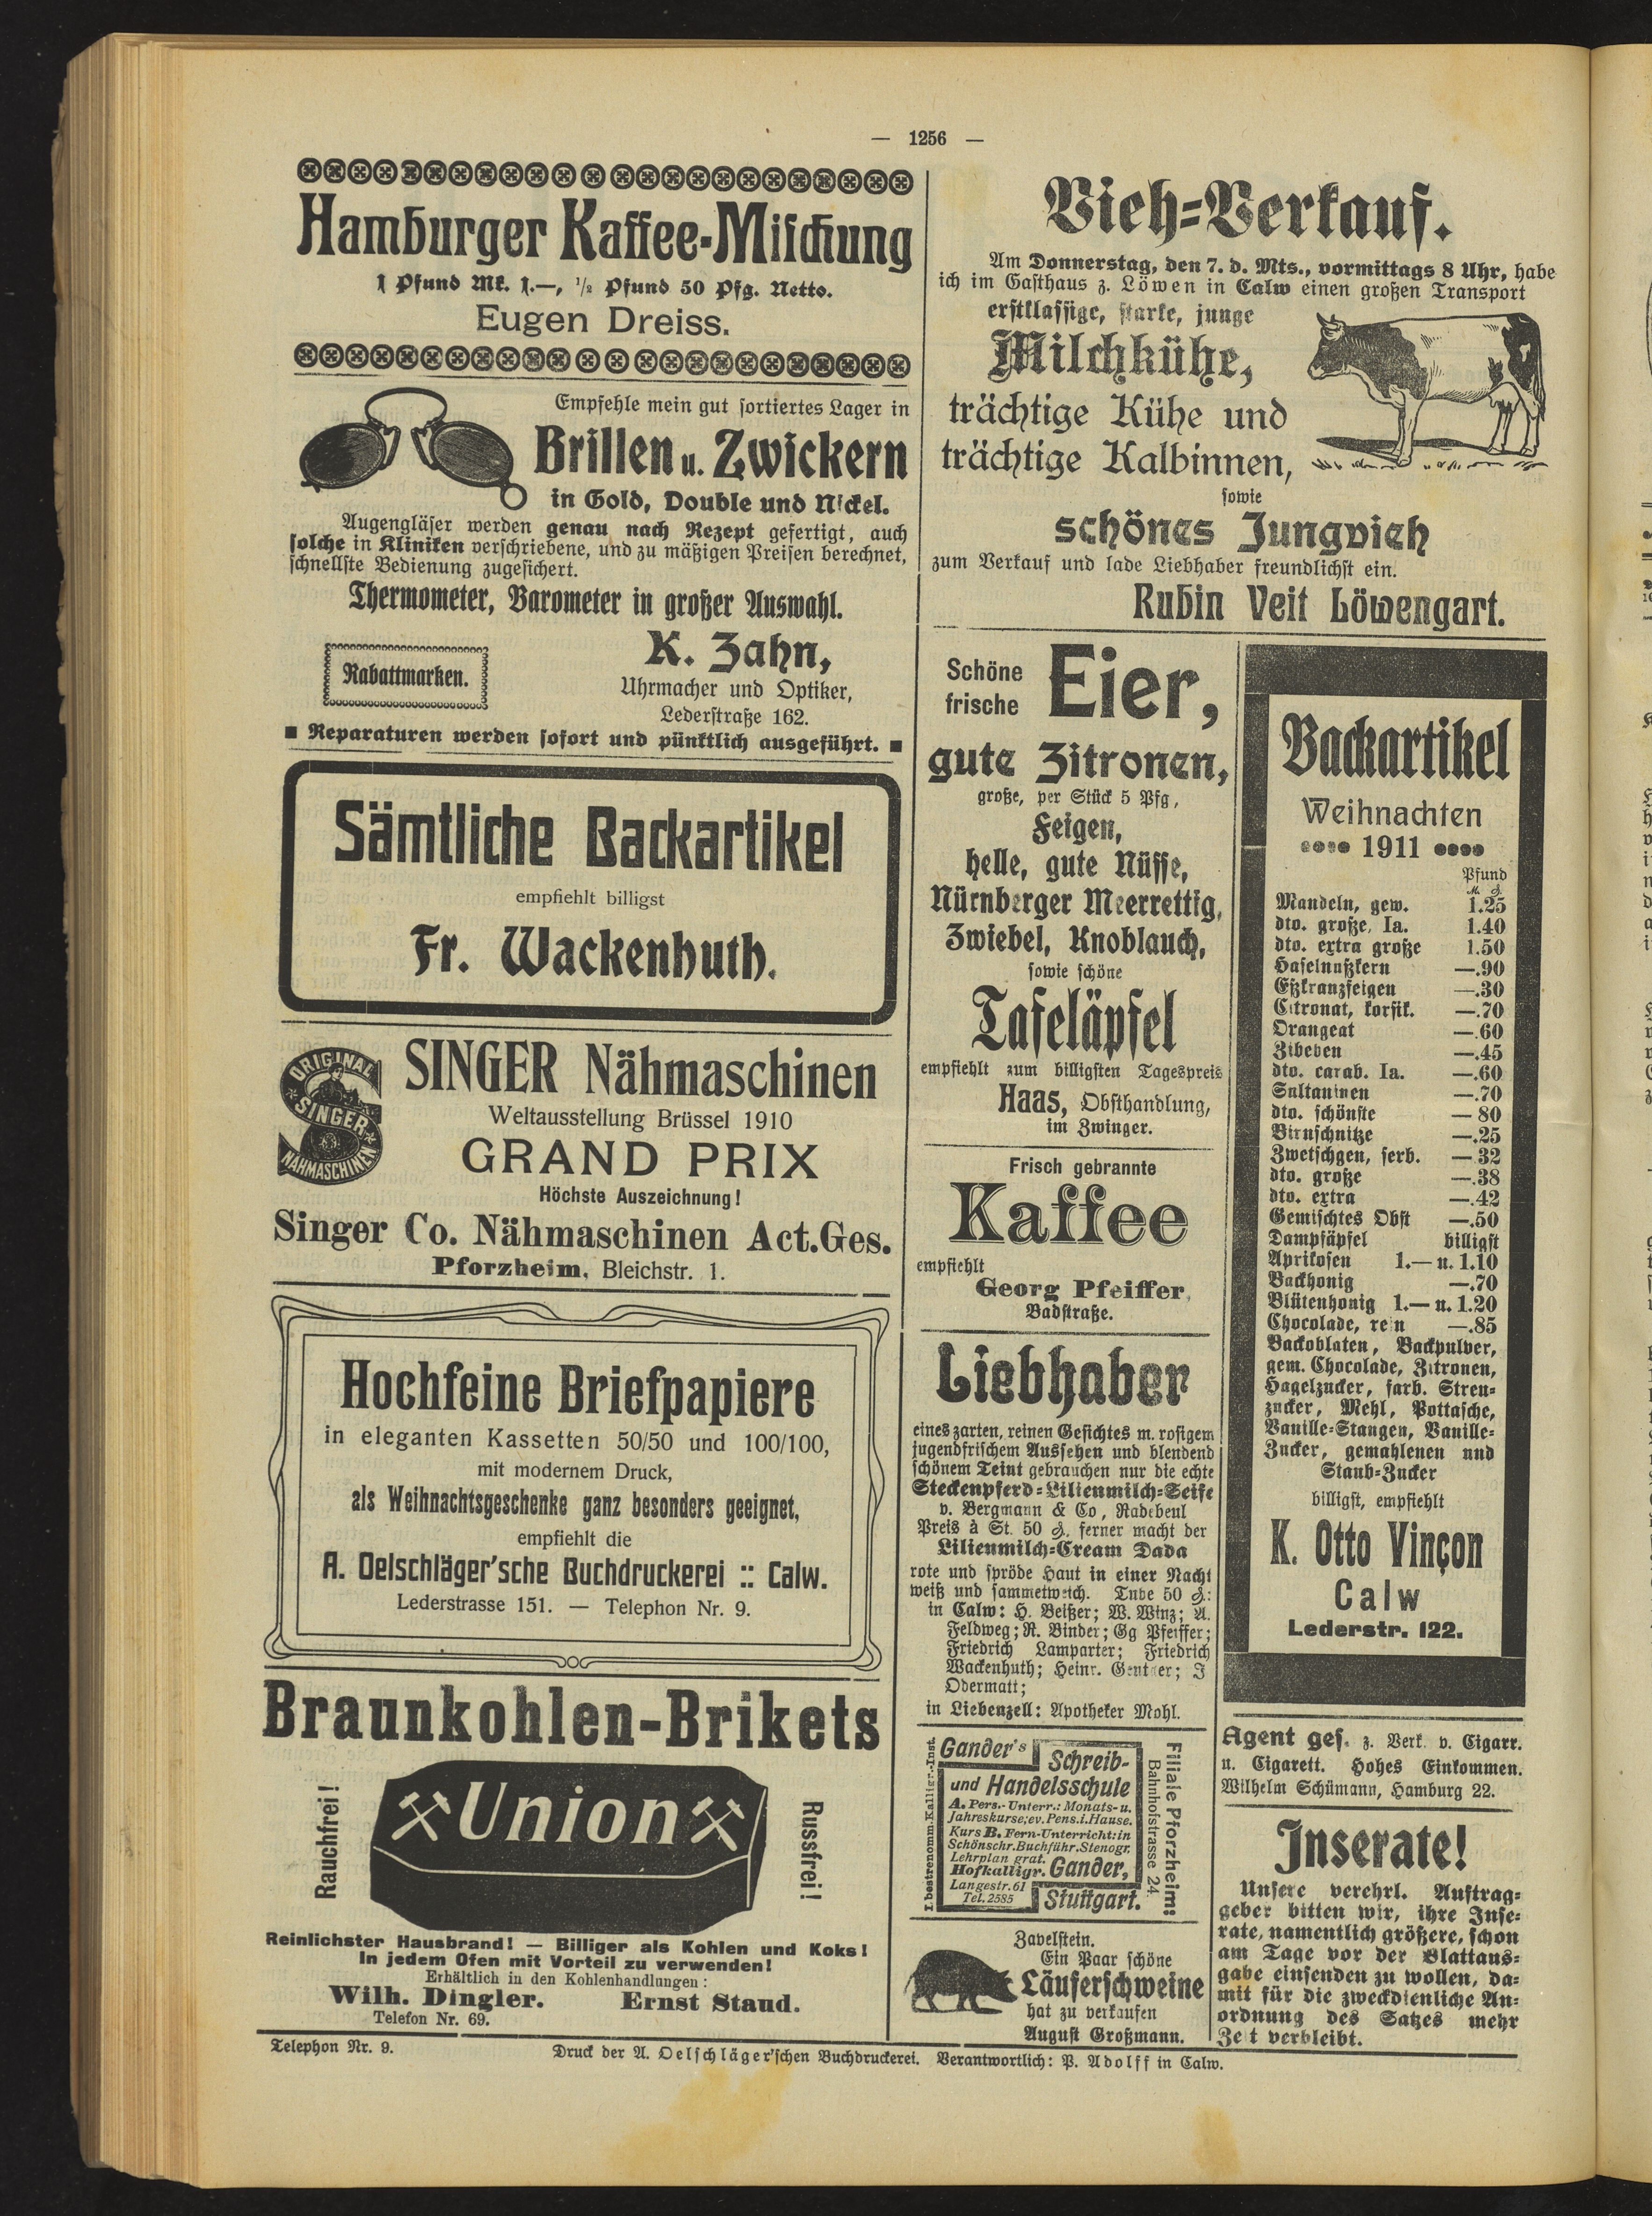 — 1256 —
Hamburger Kaffee-Mischung
1 Pfund Mk. 1.—, 1/2 Pfund 50 Pfg. Netto.
Eugen Dreiss.
Empfehle mein gut sortiertes Lager in
Brillen u. Zwickern
in Gold, Double und Nickel.
Augengläser werden genau nach Rezept gefertigt, auch
solche in Kliniken verschriebene, und zu mäßigen Preisen berechnet,
schnellste Bedienung zugesichert.
Thermometer, Barometer in großer Auswahl.
Rabattmarken.
K. Zahn,
Uhrmacher und Optiker,
Lederstraße 162.
Reparaturen werden sofort und pünktlich ausgeführt.
Sämtliche Backartikel
empfiehlt billigst
Fr. Wackenhuth.
ORIGINAL
SINGER
NÄHMASCHINEN
SINGER Nähmaschinen
Weltausstellung Brüssel 1910
GRAND PRIX
Höchste Auszeichnung!
Singer Co. Nähmaschinen Act.Ges.
Pforzheim, Bleichstr. 1.
Hochfeine Briefpapiere
in eleganten Kassetten 50/50 und 100/100,
mit modernem Druck,
als Weihnachtsgeschenke ganz besonders geeignet,
empfiehlt die
A. Oelschläger'sche Buchdruckerei :: Calw.
Lederstrasse 151. — Telephon Nr. 9.
Braunkohlen-Brikets
Rauchfrei!
Union
Russfrei!
Reinlichster Hausbrand! — Billiger als Kohlen und Koks!
In jedem Ofen mit Vorteil zu verwenden!
Erhältlich in den Kohlenhandlungen:
Wilh. Dingler. Ernst Staud.
Telefon Nr. 69.
Vieh-Verkauf.
Am Donnerstag, den 7. d. Mts., vormittags 8 Uhr, habe
ich im Gasthaus z. Löwen in Calw einen großen Transport
erstklassige, starke, junge
Milchkühe,
trächtige Kühe und
trächtige Kalbinnen,
sowie
schönes Jungvieh
zum Verkauf und lade Liebhaber freundlichst ein.
Rubin Veit Löwengart.
Schöne
frische
Eier,
gute Zitronen,
große, per Stück 5 Pfg,
Feigen,
helle, gute Nüsse,
Nürnberger Meerrettig,
Zwiebel, Knoblauch,
sowie schöne
Tafeläpfel
empfiehlt zum billigsten Tagespreis
Haas, Obsthandlung,
im Zwinger.
Frisch gebrannte
Kaffee
empfiehlt
Georg Pfeiffer,
Badstraße.
Liebhaber
eines zarten, reinen Gesichtes m. rosigem
jugendfrischem Aussehen und blendend
schönem Teint gebrauchen nur die echte
Steckenpferd-Lilienmilch-Seife
v. Bergmann & Co, Radebeul
Preis à St. 50 ₰, ferner macht der
Lilienmilch-Cream Dada
rote und spröde Haut in einer Nacht
weiß und sammetweich. Tube 50 ₰:
in Calw: H. Beißer; W. Winz; A.
Feldweg; R. Binder; Gg Pfeiffer;
Friedrich Lamparter; Friedrich
Wackenhuth; Heinr. Gentner; J
Odermatt;
in Liebenzell: Apotheker Mohl.
I. bestrenomm. Kalligr.-Inst.
Gander's Schreib-
und Handelsschule
A. Pers.-Unterr.: Monats- u.
Jahreskurse; ev. Pens. i. Hause.
Kurs B. Fern-Unterricht: in
Schönschr. Buchführ. Stenogr.
Lehrplan grat.
Hofkalligr. Gander,
Langestr. 61
Tel. 2585
Stuttgart.
Filiale Pforzheim:
Bahnhofstrasse 24.
Zavelstein.
Ein Paar schöne
Läuferschweine
hat zu verkaufen
August Großmann.
Backartikel
Weihnachten
1911
Pfund
M. ₰.
Mandeln, gew. 1.25
dto. große, Ia. 1.40
dto. extra große 1.50
Haselnußkern —.90
Eßkranzfeigen —.30
Citronat, korsik. —.70
Orangeat —.60
Zibeben —.45
dto. carab. Ia. —.60
Sultaninen —.70
dto. schönste —80
Birnschnitze —.25
Zwetschgen, serb. —32
dto. große —.38
dto. extra —.42
Gemischtes Obst —.50
Dampfäpfel billigst
Aprikosen 1.— u. 1.10
Backhonig —.70
Blütenhonig 1.— u. 1.20
Chocolade, rein —.85
Backoblaten, Backpulver,
gem. Chocolade, Zitronen,
Hagelzucker, farb. Streu-
zucker, Mehl, Pottasche,
Vanille-Stangen, Vanille-
Zucker, gemahlenen und
Staub-Zucker
billigst, empfiehlt
K. Otto Vinçon
Calw
Lederstr. 122.
Agent ges. z. Verk. v. Cigarr.
u. Cigarett. Hohes Einkommen.
Wilhelm Schümann, Hamburg 22.
Inserate!
Unsere verehrl. Auftrag-
geber bitten wir, ihre Inse-
rate, namentlich größere, schon
am Tage vor der Blattaus-
gabe einsenden zu wollen, da-
mit für die zweckdienliche An-
ordnung des Satzes mehr
Zeit verbleibt.
Telephon Nr. 9. Druck der A. Oelschläger'schen Buchdruckerei. Verantwortlich: P. Adolff in Calw.